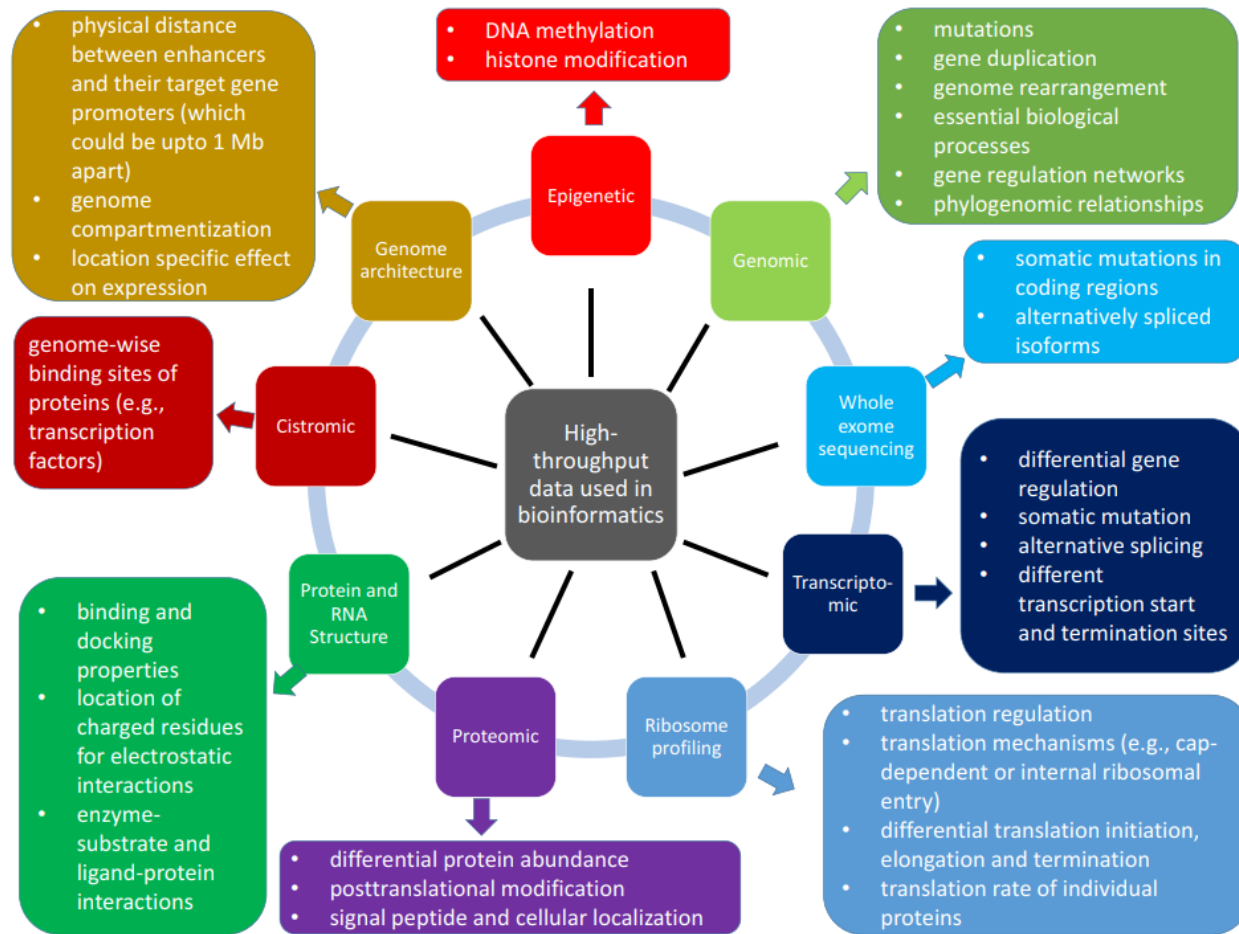 • physical distance
between enhancers
and their target gene
promoters (which
could be upto 1 Mb
apart)
• genome
compartmentization
• location specific effect
on expression
• DNA methylation
• histone modification
• mutations
• gene duplication
• genome rearrangement
• essential biological
processes
• gene regulation networks
• phylogenomic relationships
Epigenetic
Genome
architecture
Genomic
• somatic mutations in
coding regions
• alternatively spliced
isoforms
genome-wise
binding sites of
proteins (e.g.,
transcription
factors)
Cistromic
High-
throughput
data used in
bioinformatics
Whole
exome
sequencing
• differential gene
regulation
• somatic mutation
• alternative splicing
• different
transcription start
and termination sites
Protein and
RNA
Structure
Transcripto-
mic
• binding and
docking
properties
• location of
charged residues
for electrostatic
interactions
• enzyme-
substrate and
ligand-protein
interactions
Proteomic
Ribosome
profiling
• translation regulation
• translation mechanisms (e.g., cap-
dependent or internal ribosomal
entry)
• differential translation initiation,
elongation and termination
• translation rate of individual
proteins
• differential protein abundance
• posttranslational modification
• signal peptide and cellular localization